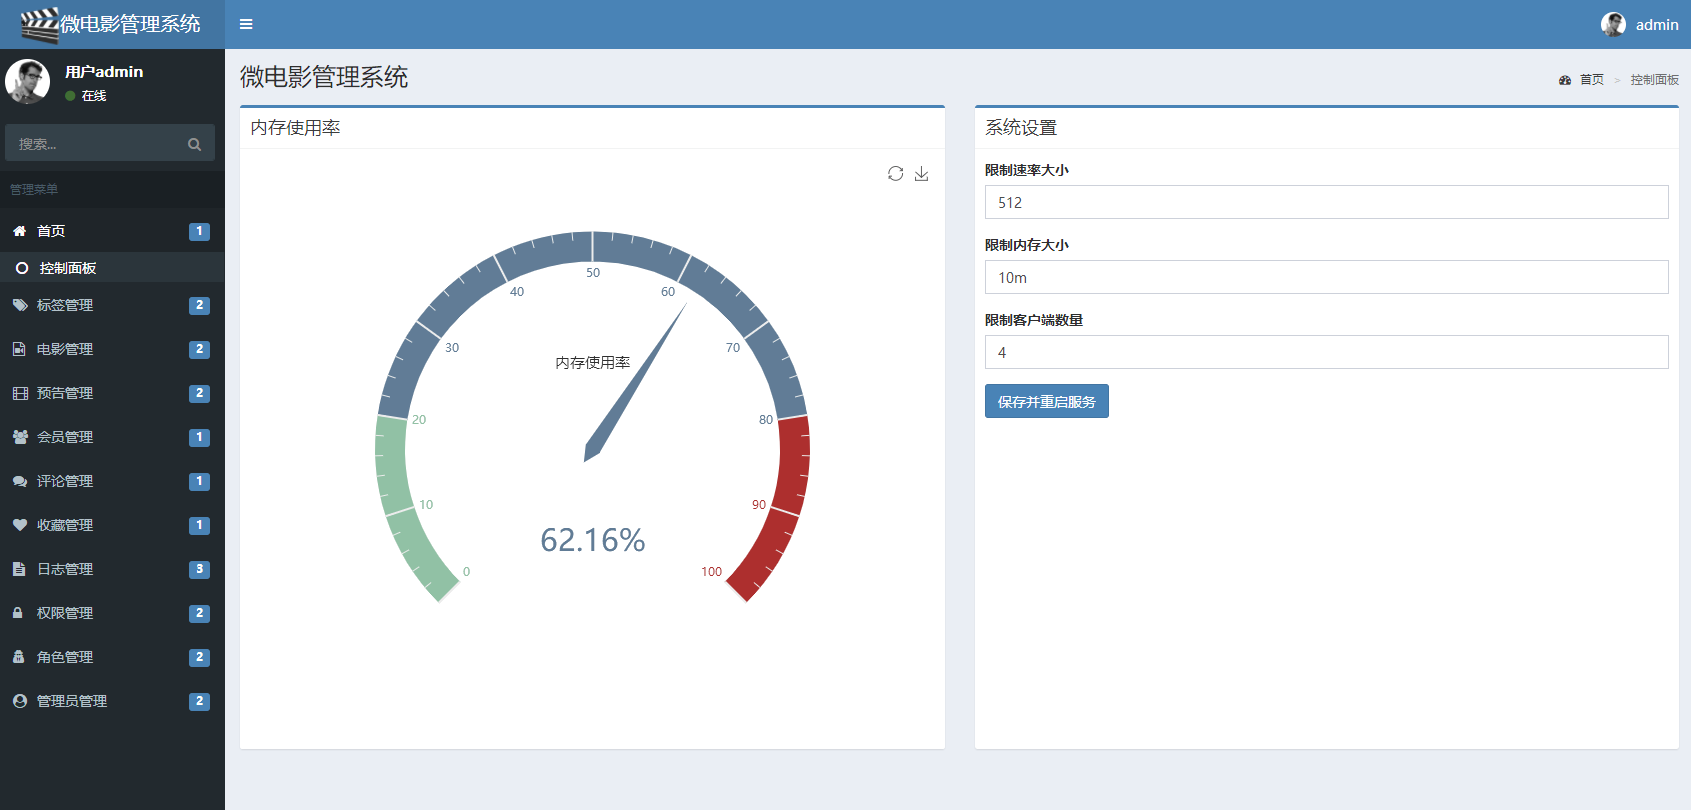 微电影管理系统
admin
用户admin
在线
搜索...
管理菜单
首页 1
控制面板
标签管理 2
电影管理 2
预告管理 2
会员管理 1
评论管理 1
收藏管理 1
日志管理 3
权限管理 2
角色管理 2
管理员管理 2
微电影管理系统
首页 > 控制面板
内存使用率
0
10
20
30
40
50
60
70
80
90
100
内存使用率
62.16%
系统设置
限制速率大小
512
限制内存大小
10m
限制客户端数量
4
保存并重启服务